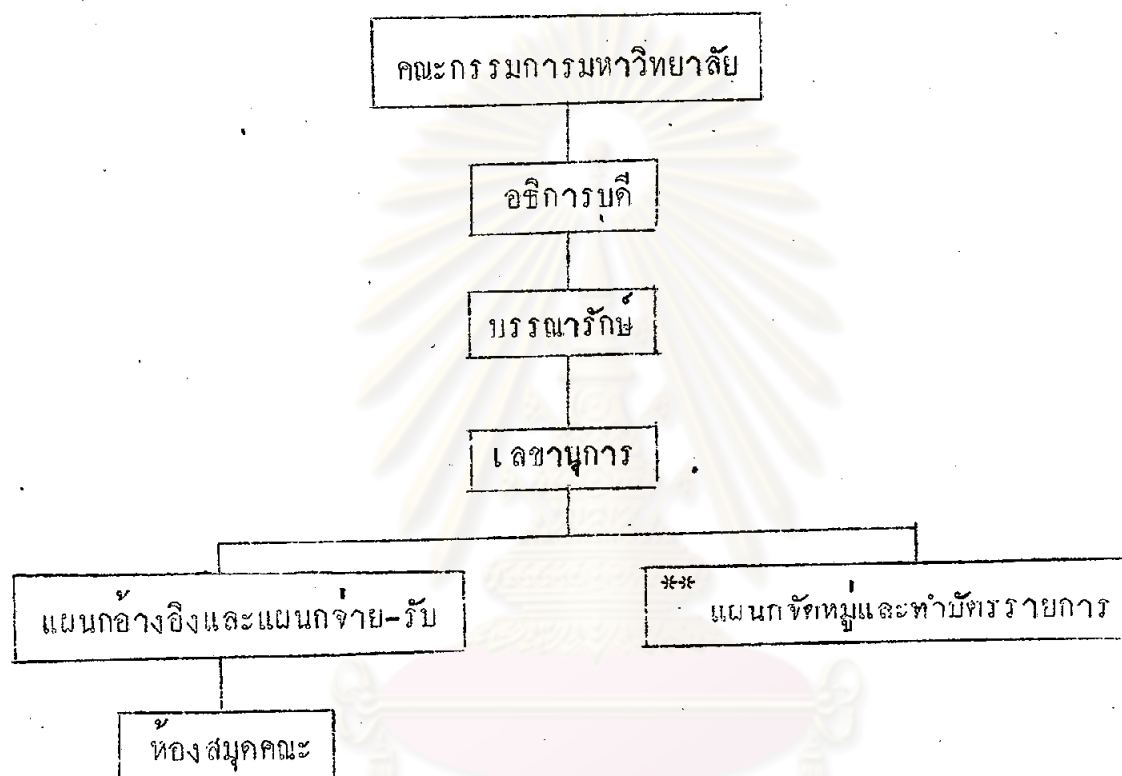 คณะกรรมการมหาวิทยาลัย
อธิการบดี
บรรณารักษ์
เลขานุการ
แผนกอ้างอิงและแผนกจ่าย-รับ
*** แผนกจัดหมู่และทำบัตรรายการ
ห้องสมุดคณะ